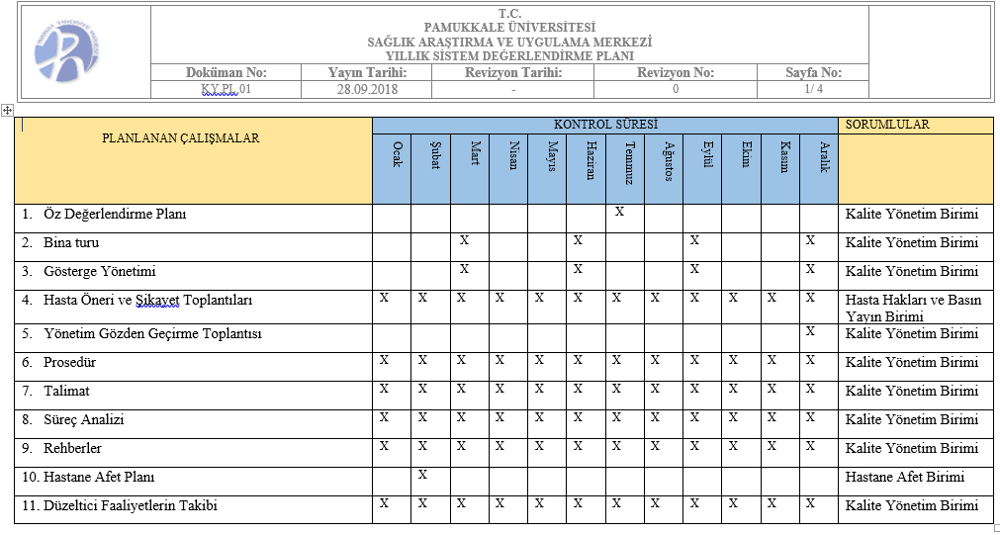 T.C.
PAMUKKALE ÜNİVERSİTESİ
SAĞLIK ARAŞTIRMA VE UYGULAMA MERKEZİ
YILLIK SİSTEM DEĞERLENDİRME PLANI
Doküman No: Yayın Tarihi: Revizyon Tarihi: Revizyon No: Sayfa No:
KY.PL.01 28.09.2018 - 0 1/ 4
PLANLANAN ÇALIŞMALAR KONTROL SÜRESİ SORUMLULAR
Ocak Şubat Mart Nisan Mayıs Haziran Temmuz Ağustos Eylül Ekim Kasım Aralık
1. Öz Değerlendirme Planı X Kalite Yönetim Birimi
2. Bina turu X X X X Kalite Yönetim Birimi
3. Gösterge Yönetimi X X X X Kalite Yönetim Birimi
4. Hasta Öneri ve Şikayet Toplantıları X X X X X X X X X X X X Hasta Hakları ve Basın
Yayın Birimi
5. Yönetim Gözden Geçirme Toplantısı X Kalite Yönetim Birimi
6. Prosedür X X X X X X X X X X X X Kalite Yönetim Birimi
7. Talimat X X X X X X X X X X X X Kalite Yönetim Birimi
8. Süreç Analizi X X X X X X X X X X X X Kalite Yönetim Birimi
9. Rehberler X X X X X X X X X X X X Kalite Yönetim Birimi
10. Hastane Afet Planı X Hastane Afet Birimi
11. Düzeltici Faaliyetlerin Takibi X X X X X X X X X X X X Kalite Yönetim Birimi